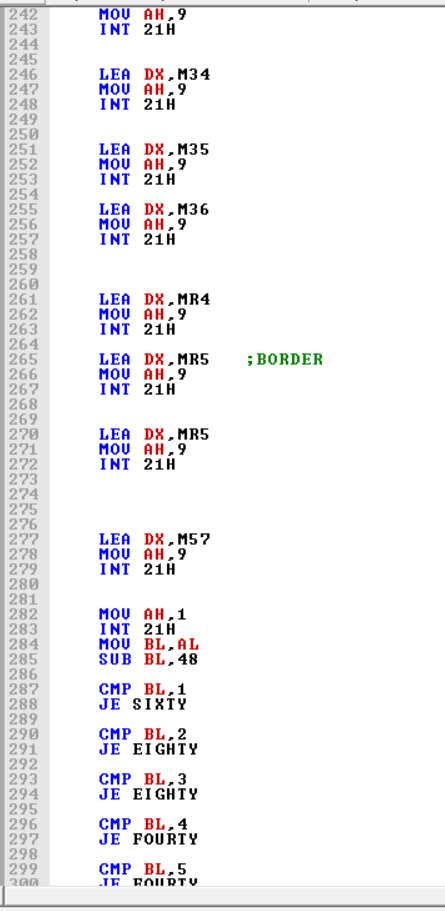 242 MOV AH,9
243 INT 21H
244
245
246 LEA DX,M34
247 MOV AH,9
248 INT 21H
249
250
251 LEA DX,M35
252 MOV AH,9
253 INT 21H
254
255 LEA DX,M36
256 MOV AH,9
257 INT 21H
258
259
260
261 LEA DX,MR4
262 MOV AH,9
263 INT 21H
264
265 LEA DX,MR5 ;BORDER
266 MOV AH,9
267 INT 21H
268
269
270 LEA DX,MR5
271 MOV AH,9
272 INT 21H
273
274
275
276
277 LEA DX,M57
278 MOV AH,9
279 INT 21H
280
281
282 MOV AH,1
283 INT 21H
284 MOV BL,AL
285 SUB BL,48
286
287 CMP BL,1
288 JE SIXTY
289
290 CMP BL,2
291 JE EIGHTY
292
293 CMP BL,3
294 JE EIGHTY
295
296 CMP BL,4
297 JE FOURTY
298
299 CMP BL,5
300 JE FOURTY